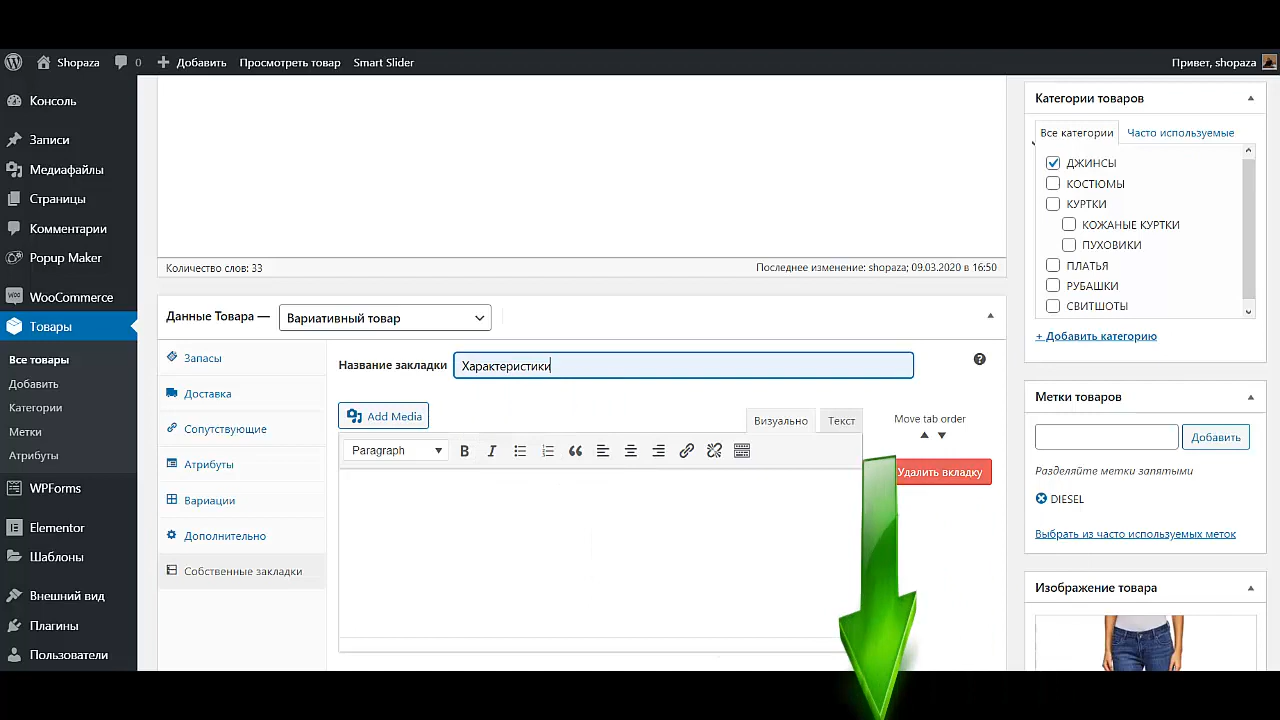 Shopaza 0 Добавить Просмотреть товар Smart Slider Привет, shopaza
Консоль
Записи
Медиафайлы
Страницы
Комментарии
Popup Maker
WooCommerce
Товары
Все товары
Добавить
Категории
Метки
Атрибуты
WPForms
Elementor
Шаблоны
Внешний вид
Плагины
Пользователи
Количество слов: 33 Последнее изменение: shopaza; 09.03.2020 в 16:50
Данные Товара — Вариативный товар
Запасы
Доставка
Сопутствующие
Атрибуты
Вариации
Дополнительно
Собственные закладки
Название закладки Характеристики
Add Media
Визуально Текст
Paragraph
Move tab order
Удалить вкладку
Категории товаров
Все категории Часто используемые
ДЖИНСЫ
КОСТЮМЫ
КУРТКИ
КОЖАНЫЕ КУРТКИ
ПУХОВИКИ
ПЛАТЬЯ
РУБАШКИ
СВИТШОТЫ
+ Добавить категорию
Метки товаров
Добавить
Разделяйте метки запятыми
DIESEL
Выбрать из часто используемых меток
Изображение товара